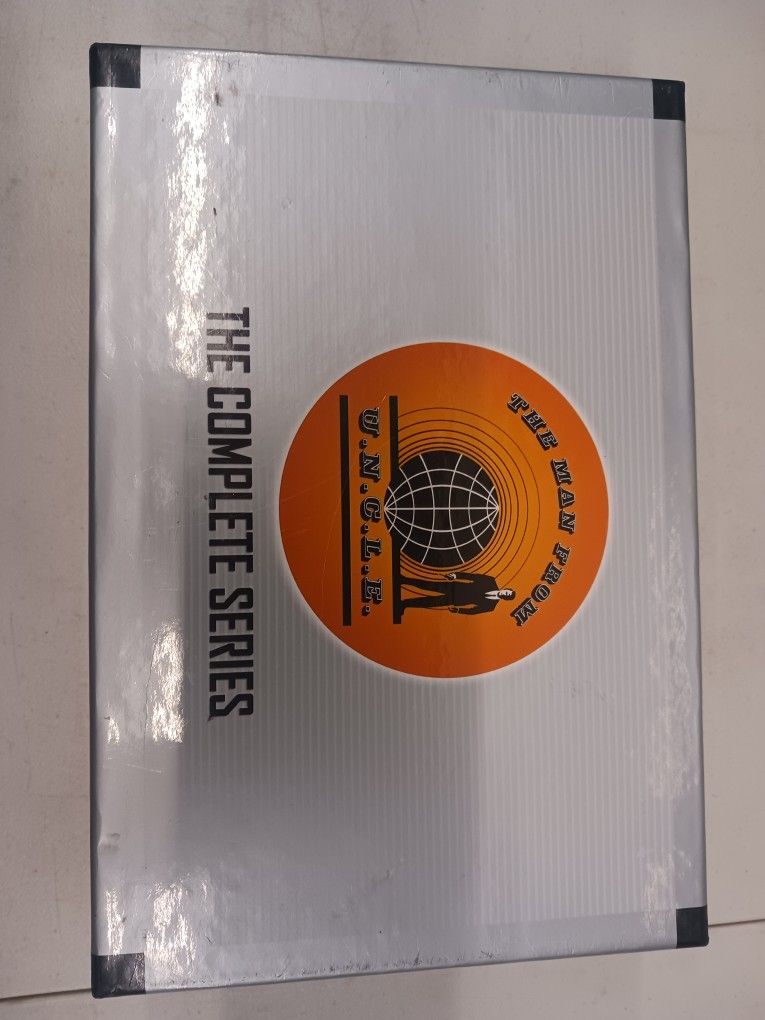 THE MAN FROM
U.N.C.L.E.
THE COMPLETE SERIES